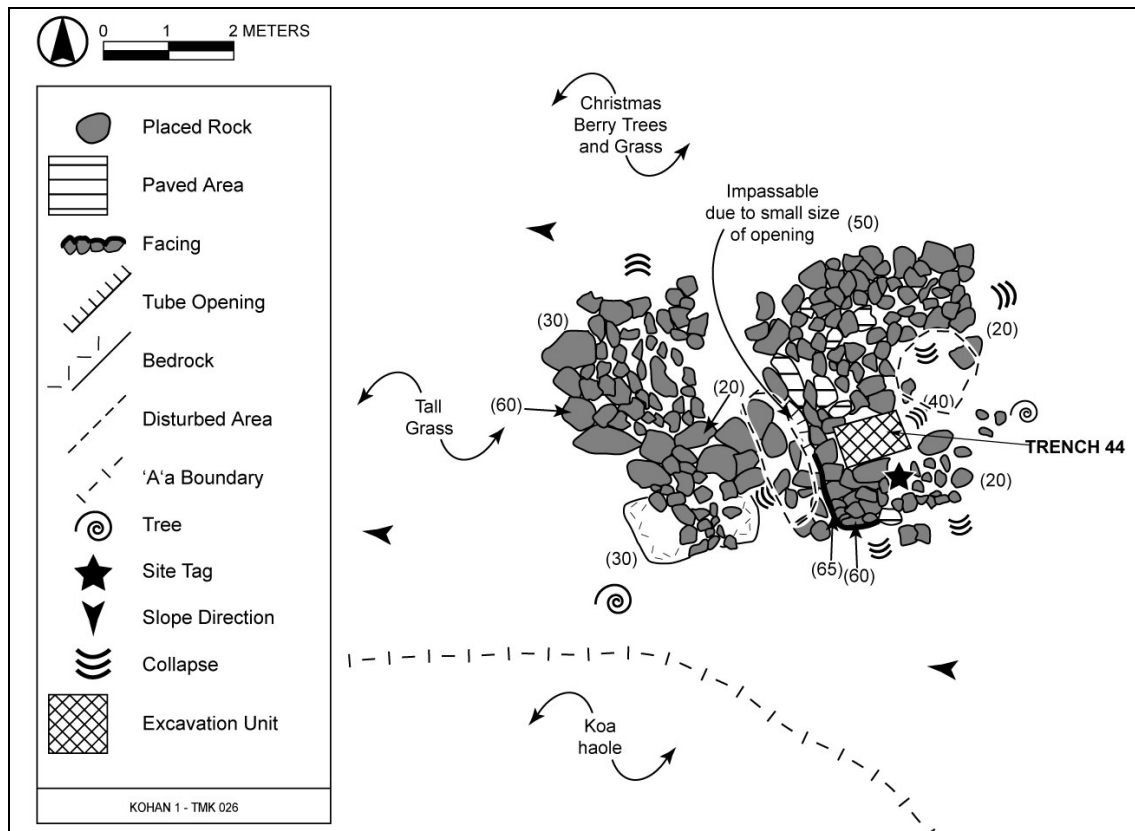 0 1 2 METERS
Placed Rock
Paved Area
Facing
Tube Opening
Bedrock
Disturbed Area
'A'a Boundary
Tree
Site Tag
Slope Direction
Collapse
Excavation Unit
KOHAN 1 - TMK 026
Christmas
Berry Trees
and Grass
Impassable
due to small size
of opening
(50)
(30)
(20)
(20)
(60)
(40)
Tall
Grass
TRENCH 44
(20)
(30)
(65)
(60)
Koa
haole